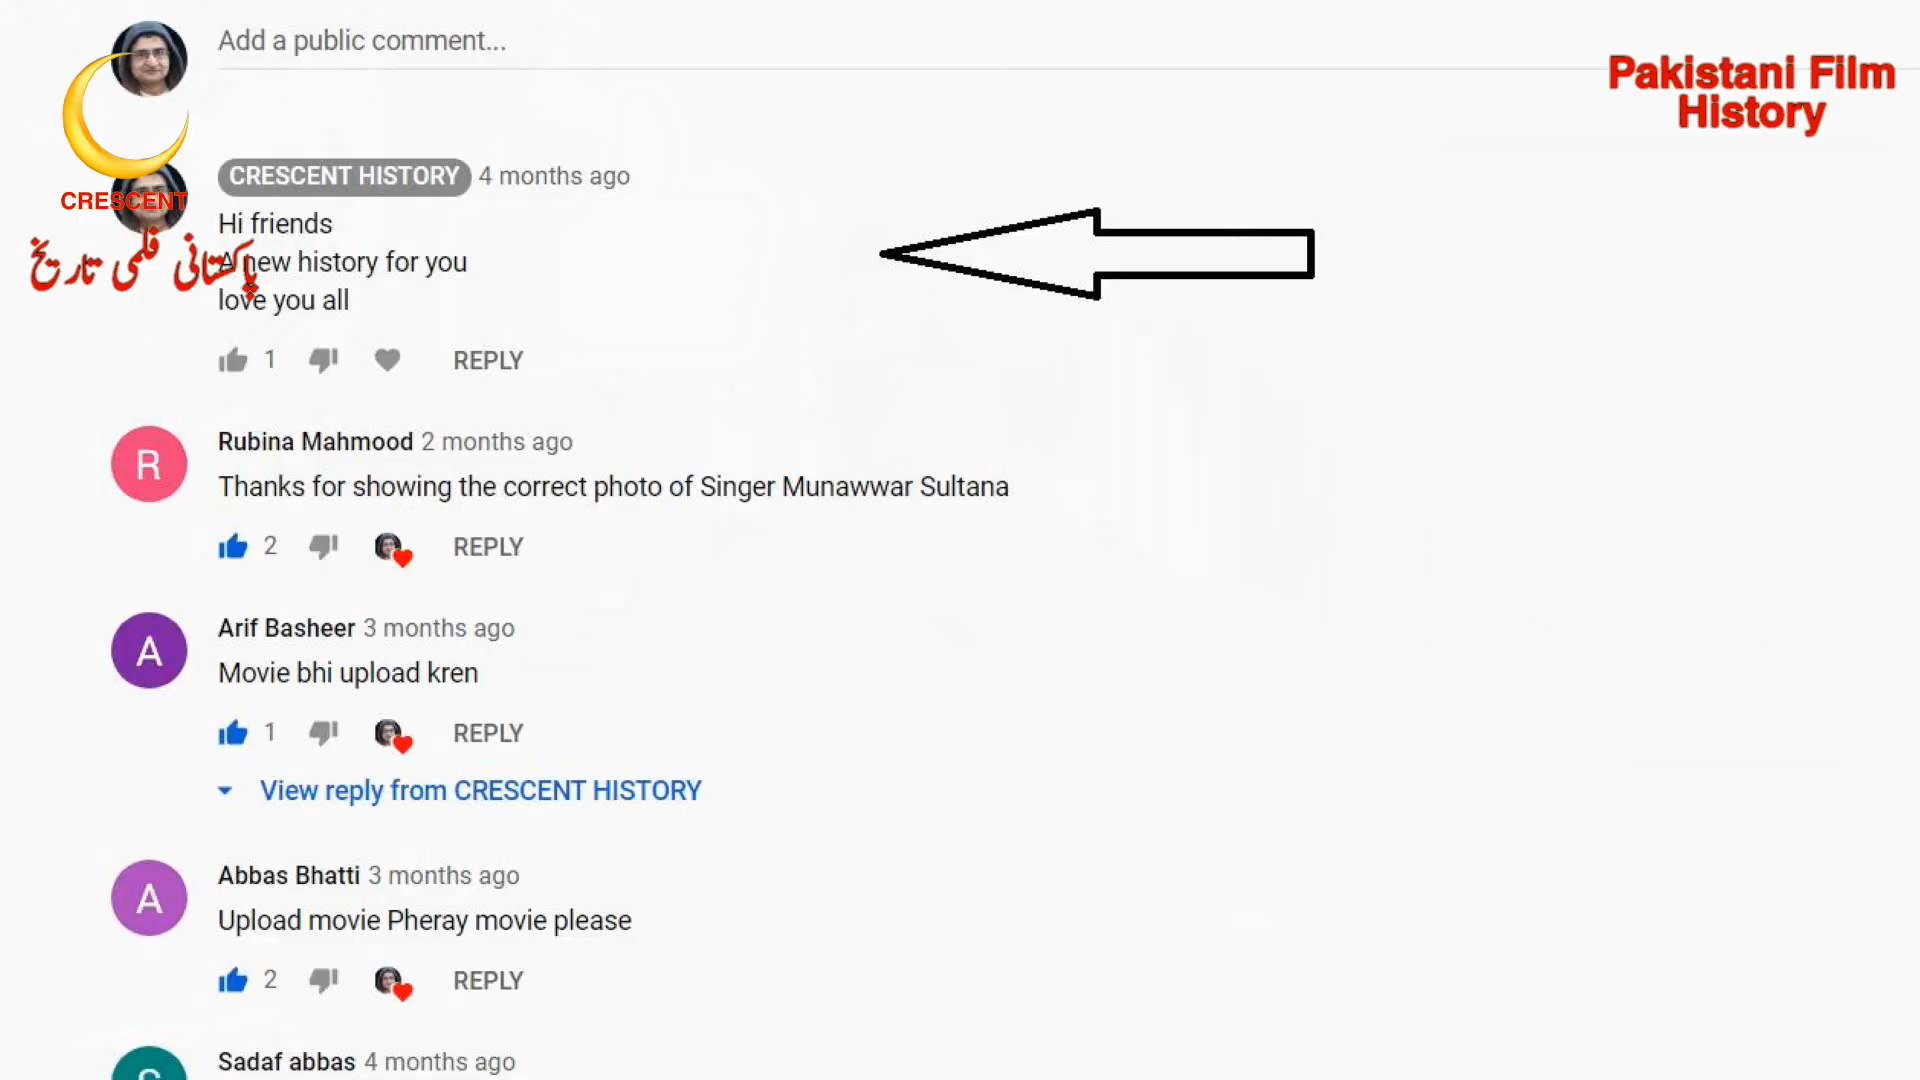 Add a public comment...
Pakistani Film
History
CRESCENT HISTORY 4 months ago
CRESCENT
Hi friends
پاکستانی فلمی تاریخ
A new history for you
love you all
1 REPLY
R
Rubina Mahmood 2 months ago
Thanks for showing the correct photo of Singer Munawwar Sultana
2 REPLY
A
Arif Basheer 3 months ago
Movie bhi upload kren
1 REPLY
View reply from CRESCENT HISTORY
A
Abbas Bhatti 3 months ago
Upload movie Pheray movie please
2 REPLY
Sadaf abbas 4 months ago